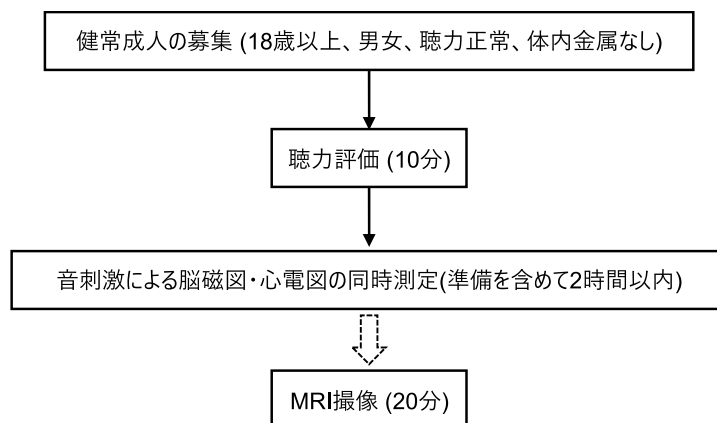 健常成人の募集 (18歳以上、男女、聴力正常、体内金属なし)
聴力評価 (10分)
音刺激による脳磁図・心電図の同時測定(準備を含めて2時間以内)
MRI撮像 (20分)